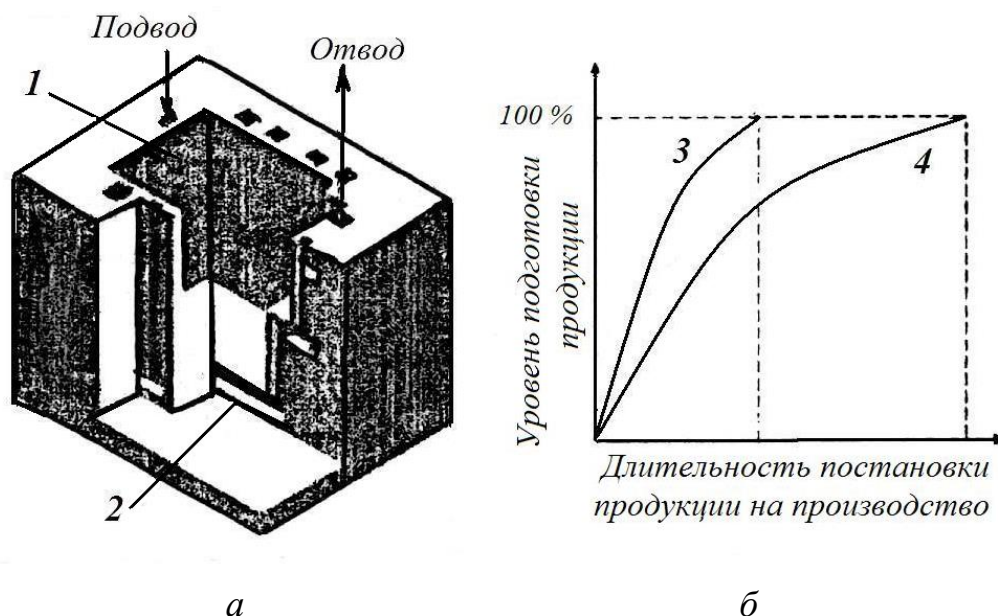 Подвод
Отвод
1
2
100 %
3
4
Уровень подготовки
продукции
Длительность постановки
продукции на производство
а
б